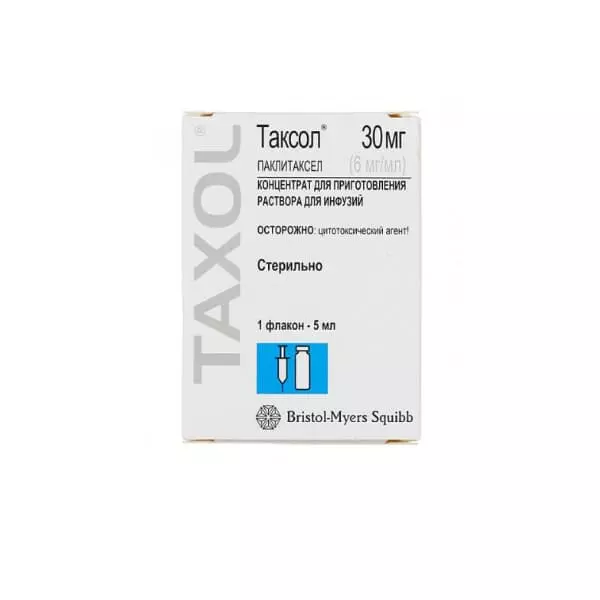 TAXOL®
Таксол® 30 мг
ПАКЛИТАКСЕЛ (6 мг/мл)
КОНЦЕНТРАТ ДЛЯ ПРИГОТОВЛЕНИЯ
РАСТВОРА ДЛЯ ИНФУЗИЙ
ОСТОРОЖНО: цитотоксический агент!
Стерильно
1 флакон - 5 мл
Bristol-Myers Squibb